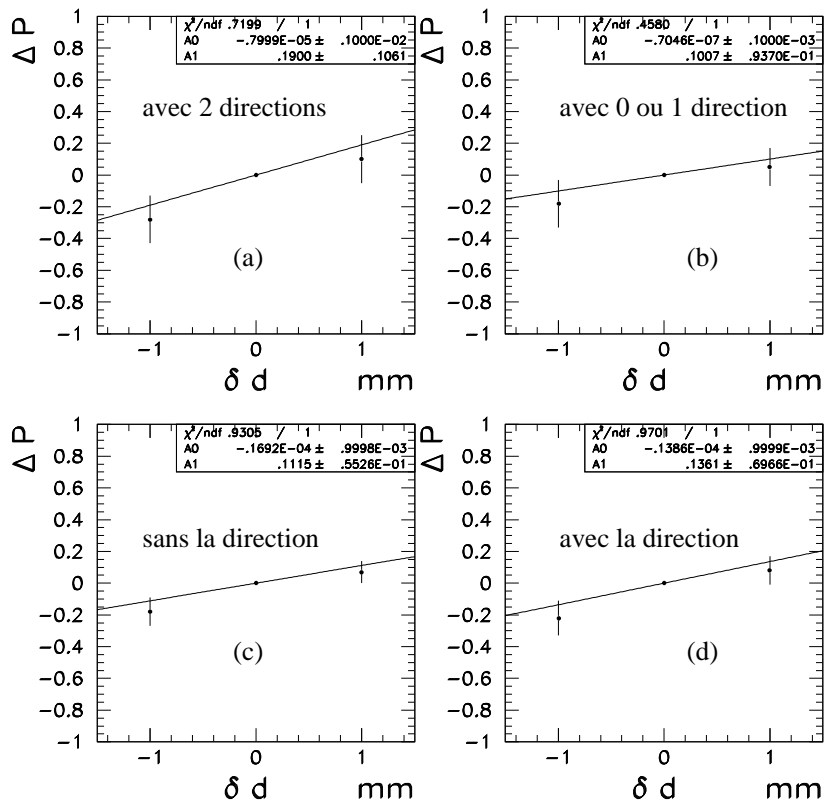 χ²/ndf .7199 / 1
A0 -.7999E-05 ± .1000E-02
A1 .1900 ± .1061
Δ P
1
0.8
0.6
0.4
0.2
0
-0.2
-0.4
-0.6
-0.8
-1
avec 2 directions
(a)
-1 0 1
δ d mm
χ²/ndf .4580 / 1
A0 -.7046E-07 ± .1000E-03
A1 .1007 ± .9370E-01
Δ P
1
0.8
0.6
0.4
0.2
0
-0.2
-0.4
-0.6
-0.8
-1
avec 0 ou 1 direction
(b)
-1 0 1
δ d mm
χ²/ndf .9305 / 1
A0 -.1692E-04 ± .9998E-03
A1 .1115 ± .5526E-01
Δ P
1
0.8
0.6
0.4
0.2
0
-0.2
-0.4
-0.6
-0.8
-1
sans la direction
(c)
-1 0 1
δ d mm
χ²/ndf .9701 / 1
A0 -.1386E-04 ± .9999E-03
A1 .1361 ± .6966E-01
Δ P
1
0.8
0.6
0.4
0.2
0
-0.2
-0.4
-0.6
-0.8
-1
avec la direction
(d)
-1 0 1
δ d mm